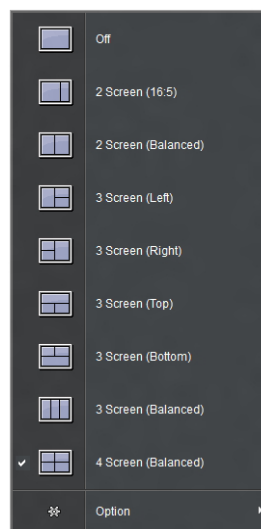 Off
2 Screen (16:5)
2 Screen (Balanced)
3 Screen (Left)
3 Screen (Right)
3 Screen (Top)
3 Screen (Bottom)
3 Screen (Balanced)
4 Screen (Balanced)
Option